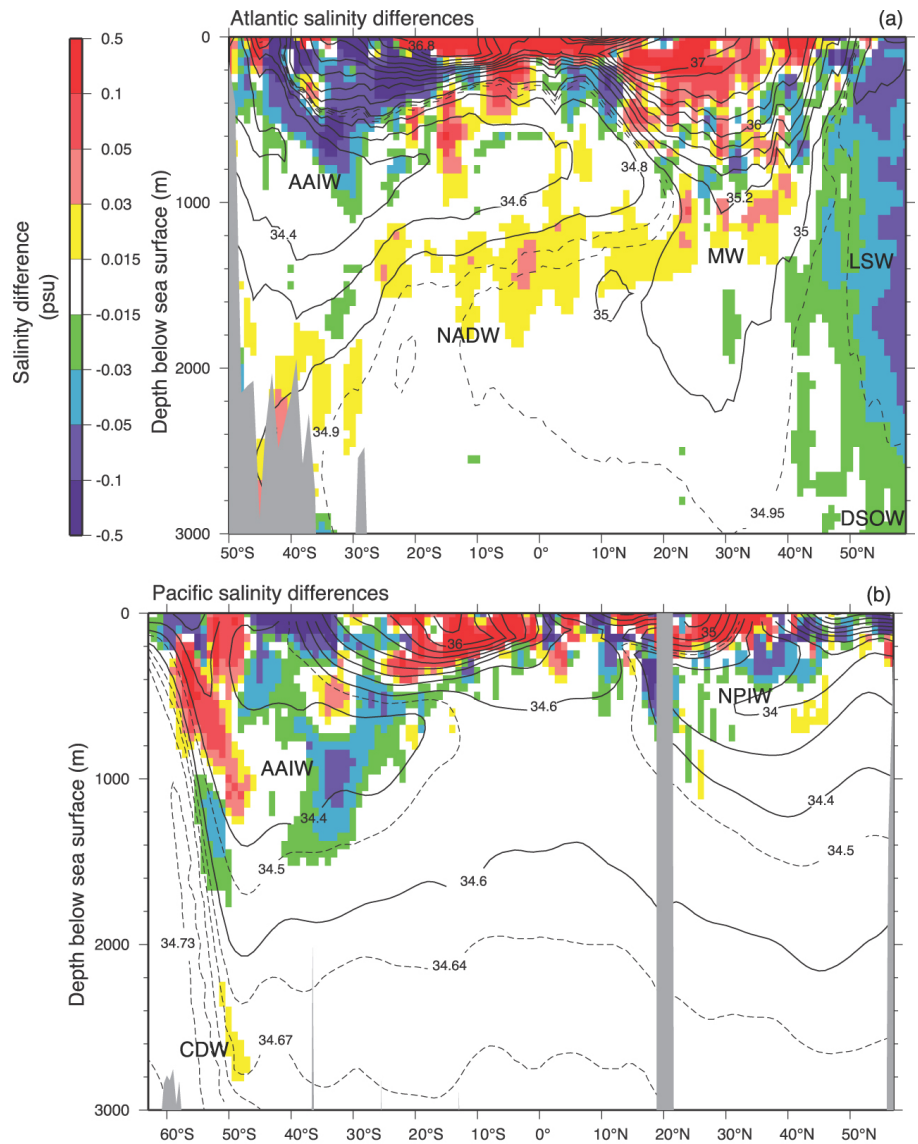 Atlantic salinity differences
(a)
Salinity difference
(psu)
0.5
0.1
0.05
0.03
0.015
-0.015
-0.03
-0.05
-0.1
-0.5
Depth below sea surface (m)
0
1000
2000
3000
36.8
37
36
AAIW
34.8
34.6
35.2
34.4
35
MW
LSW
35
NADW
34.9
34.95
DSOW
50°S 40°S 30°S 20°S 10°S 0° 10°N 20°N 30°N 40°N 50°N
Pacific salinity differences
(b)
Depth below sea surface (m)
0
1000
2000
3000
36
35
NPIW
34.6
34
AAIW
34.4
34.4
34.5
34.5
34.6
34.73
34.64
CDW
34.67
60°S 50°S 40°S 30°S 20°S 10°S 0° 10°N 20°N 30°N 40°N 50°N